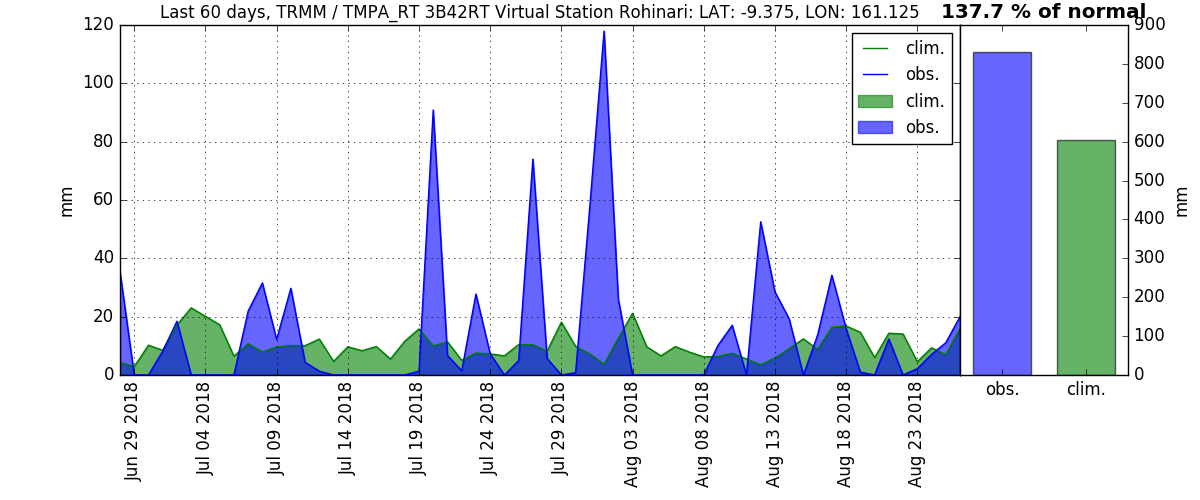 Last 60 days, TRMM / TMPA_RT 3B42RT Virtual Station Rohinari: LAT: -9.375, LON: 161.125
137.7 % of normal
120
100
80
60
40
20
0
mm
clim.
obs.
clim.
obs.
900
800
700
600
500
400
300
200
100
0
mm
Jun 29 2018
Jul 04 2018
Jul 09 2018
Jul 14 2018
Jul 19 2018
Jul 24 2018
Jul 29 2018
Aug 03 2018
Aug 08 2018
Aug 13 2018
Aug 18 2018
Aug 23 2018
obs.
clim.